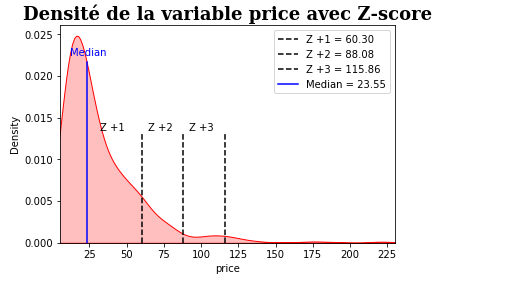 Densité de la variable price avec Z-score
Z +1 = 60.30
Z +2 = 88.08
Z +3 = 115.86
Median = 23.55
Median
Z +1 Z +2 Z +3
0.025
0.020
0.015
0.010
0.005
0.000
Density
25 50 75 100 125 150 175 200 225
price